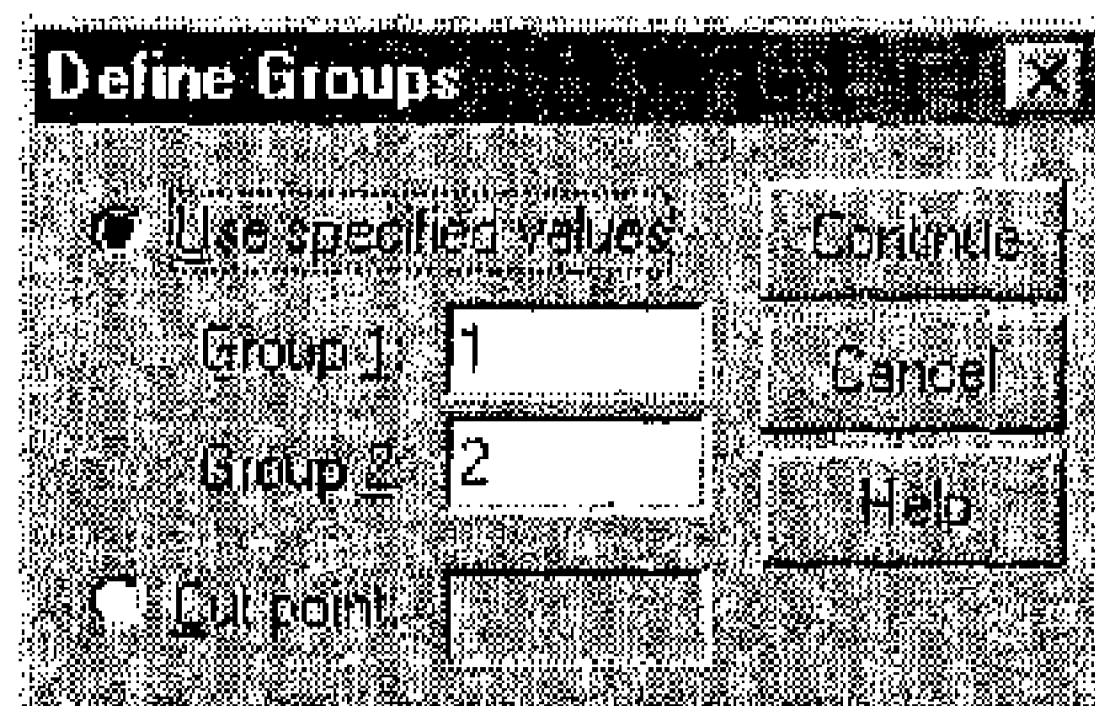 Define Groups
Use specified values
Continue
Group 1: 1
Cancel
Group 2: 2
Help
Cut point: